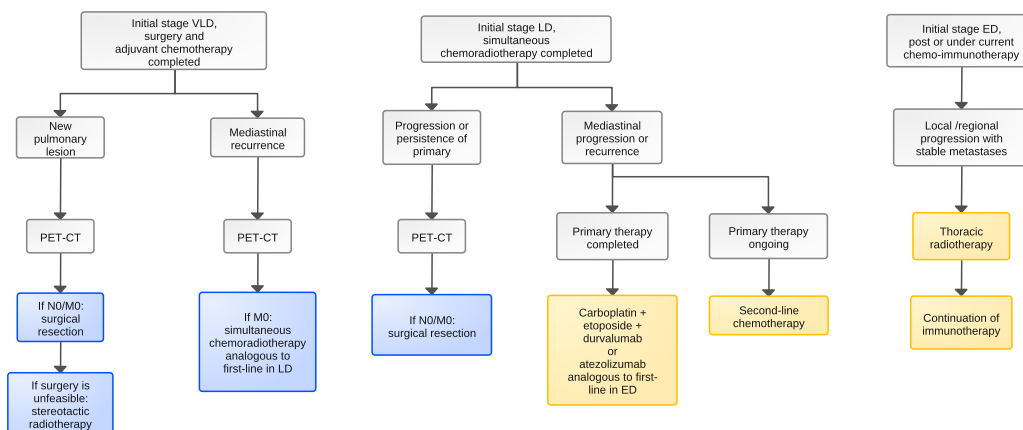 Initial stage VLD,
surgery and
adjuvant chemotherapy
completed
New
pulmonary
lesion
Mediastinal
recurrence
PET-CT
PET-CT
If N0/M0:
surgical
resection
If M0:
simultaneous
chemoradiotherapy
analogous to
first-line in LD
If surgery is
unfeasible:
stereotactic
radiotherapy
Initial stage LD,
simultaneous
chemoradiotherapy completed
Progression or
persistence of
primary
Mediastinal
progression or
recurrence
PET-CT
Primary therapy
completed
Primary therapy
ongoing
If N0/M0:
surgical resection
Carboplatin +
etoposide +
durvalumab
or
atezolizumab
analogous to first-
line in ED
Second-line
chemotherapy
Initial stage ED,
post or under current
chemo-immunotherapy
Local /regional
progression with
stable metastases
Thoracic
radiotherapy
Continuation of
immunotherapy